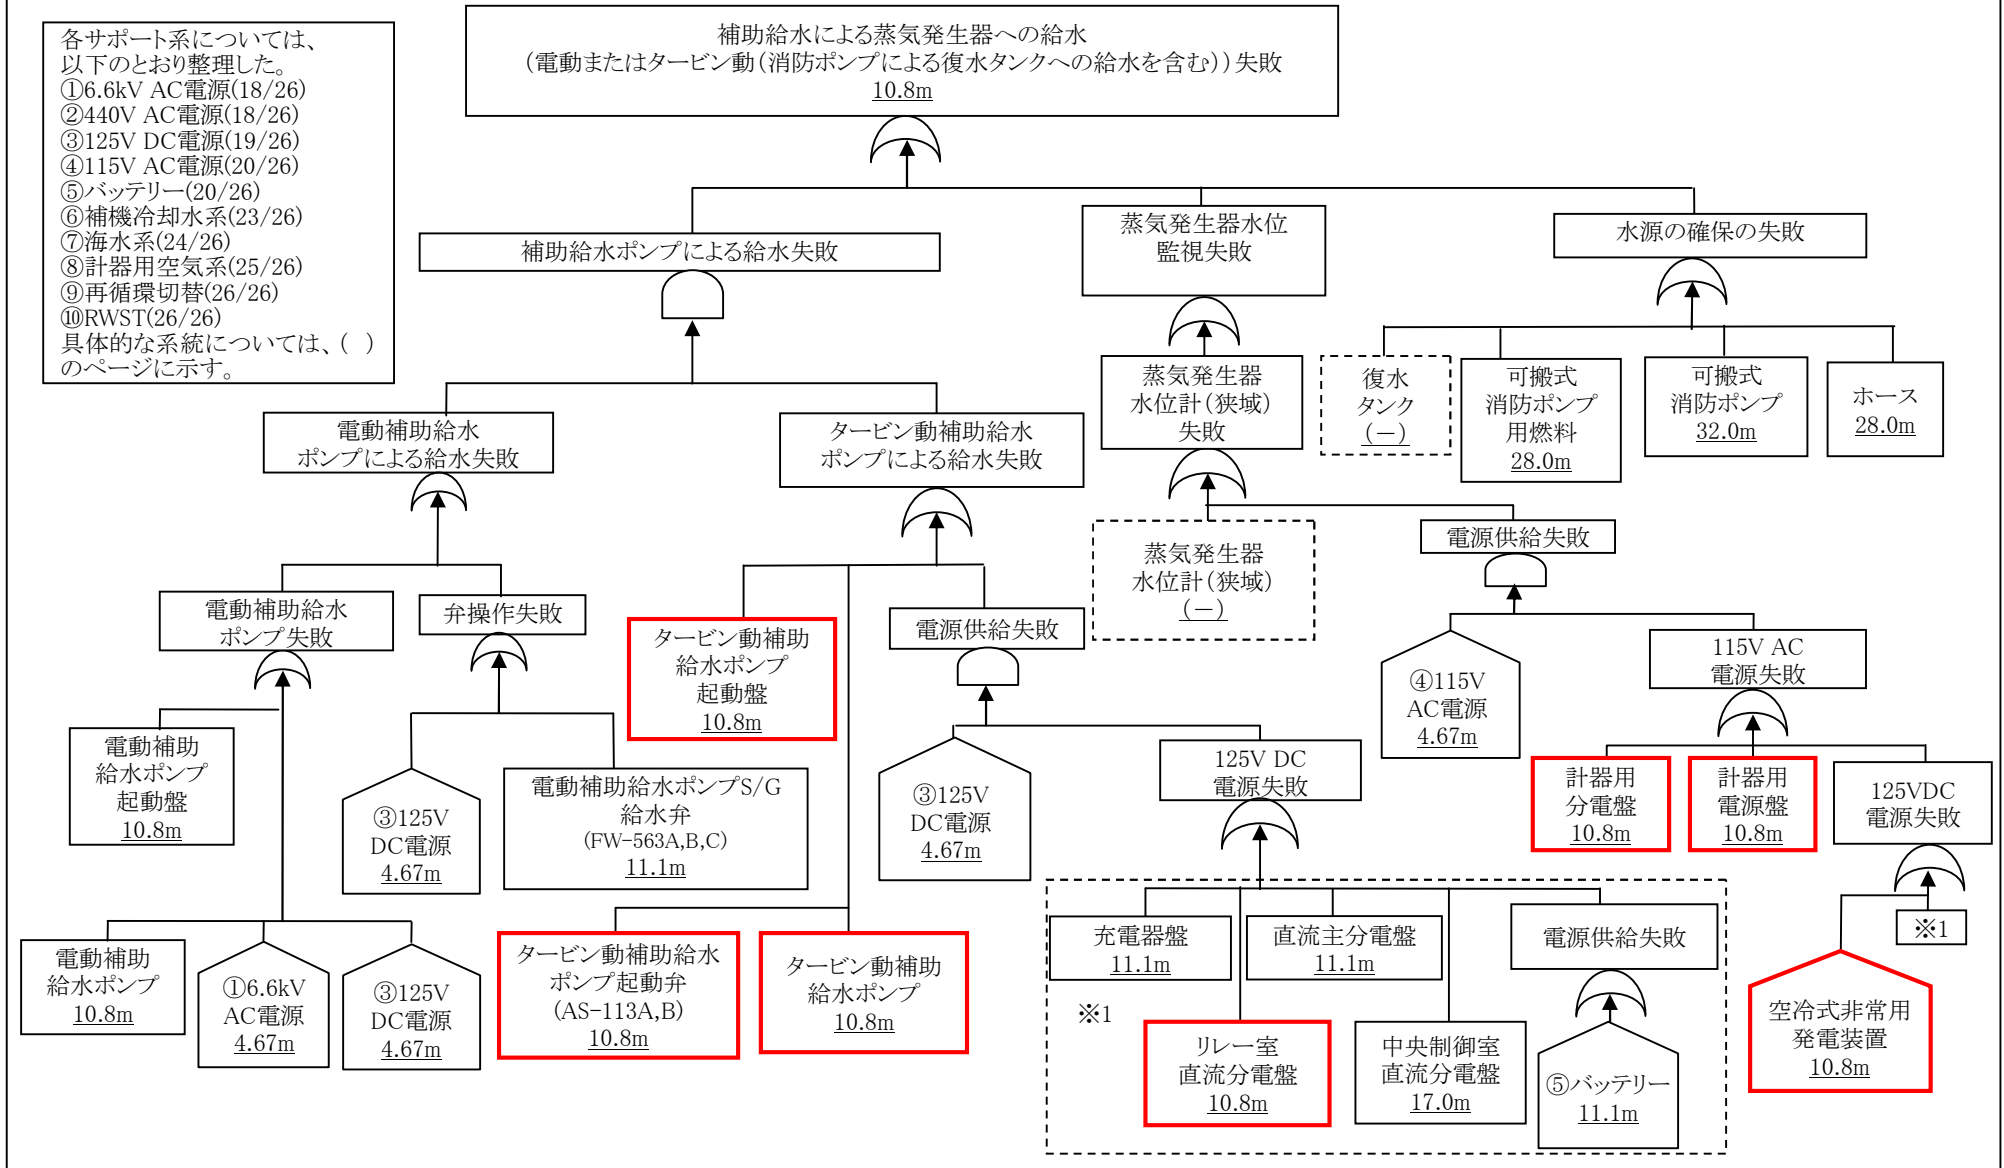 各サポート系については、
以下のとおり整理した。
①6.6kV AC電源(18/26)
②440V AC電源(18/26)
③125V DC電源(19/26)
④115V AC電源(20/26)
⑤バッテリー(20/26)
⑥補機冷却水系(23/26)
⑦海水系(24/26)
⑧計器用空気系(25/26)
⑨再循環切替(26/26)
⑩RWST(26/26)
具体的な系統については、( )
のページに示す。
補助給水による蒸気発生器への給水
(電動またはタービン動(消防ポンプによる復水タンクへの給水を含む))失敗
10.8m
補助給水ポンプによる給水失敗
蒸気発生器水位
監視失敗
水源の確保の失敗
電動補助給水
ポンプによる給水失敗
タービン動補助給水
ポンプによる給水失敗
蒸気発生器
水位計(狭域)
失敗
復水
タンク
(-)
可搬式
消防ポンプ
用燃料
28.0m
可搬式
消防ポンプ
32.0m
ホース
28.0m
蒸気発生器
水位計(狭域)
(-)
電源供給失敗
電動補助給水
ポンプ失敗
弁操作失敗
タービン動補助
給水ポンプ
起動盤
10.8m
電源供給失敗
④115V
AC電源
4.67m
115V AC
電源失敗
電動補助
給水ポンプ
起動盤
10.8m
③125V
DC電源
4.67m
電動補助給水ポンプS/G
給水弁
(FW-563A,B,C)
11.1m
③125V
DC電源
4.67m
125V DC
電源失敗
計器用
分電盤
10.8m
計器用
電源盤
10.8m
125VDC
電源失敗
電動補助
給水ポンプ
10.8m
①6.6kV
AC電源
4.67m
③125V
DC電源
4.67m
タービン動補助給水
ポンプ起動弁
(AS-113A,B)
10.8m
タービン動補助
給水ポンプ
10.8m
充電器盤
11.1m
直流主分電盤
11.1m
電源供給失敗
※1
※1
リレー室
直流分電盤
10.8m
中央制御室
直流分電盤
17.0m
⑤バッテリー
11.1m
空冷式非常用
発電装置
10.8m